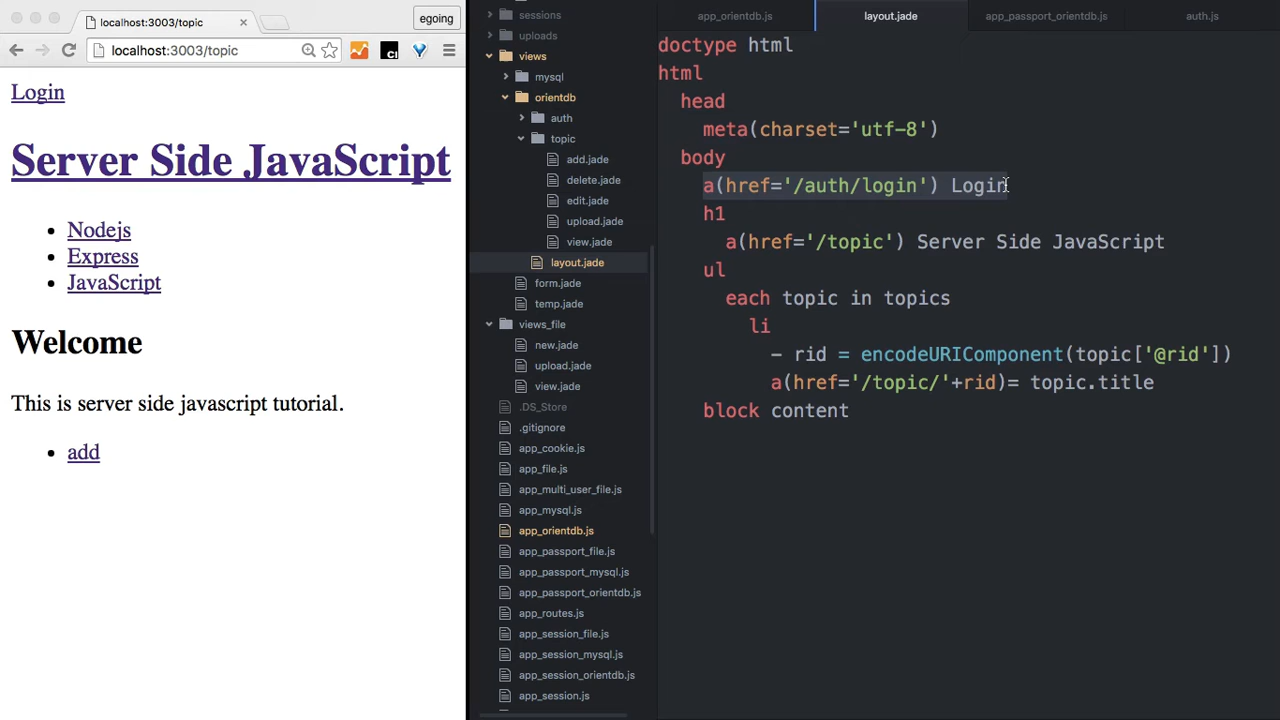 localhost:3003/topic
egoing
localhost:3003/topic
Login
Server Side JavaScript
Nodejs
Express
JavaScript
Welcome
This is server side javascript tutorial.
add
sessions
uploads
views
mysql
orientdb
auth
topic
add.jade
delete.jade
edit.jade
upload.jade
view.jade
layout.jade
form.jade
temp.jade
views_file
new.jade
upload.jade
view.jade
.DS_Store
.gitignore
app_cookie.js
app_file.js
app_multi_user_file.js
app_mysql.js
app_orientdb.js
app_passport_file.js
app_passport_mysql.js
app_passport_orientdb.js
app_routes.js
app_session_file.js
app_session_mysql.js
app_session_orientdb.js
app_session.js
app_orientdb.js
layout.jade
app_passport_orientdb.js
auth.js
doctype html
html
head
meta(charset='utf-8')
body
a(href='/auth/login') Login
h1
a(href='/topic') Server Side JavaScript
ul
each topic in topics
li
- rid = encodeURIComponent(topic['@rid'])
a(href='/topic/'+rid)= topic.title
block content